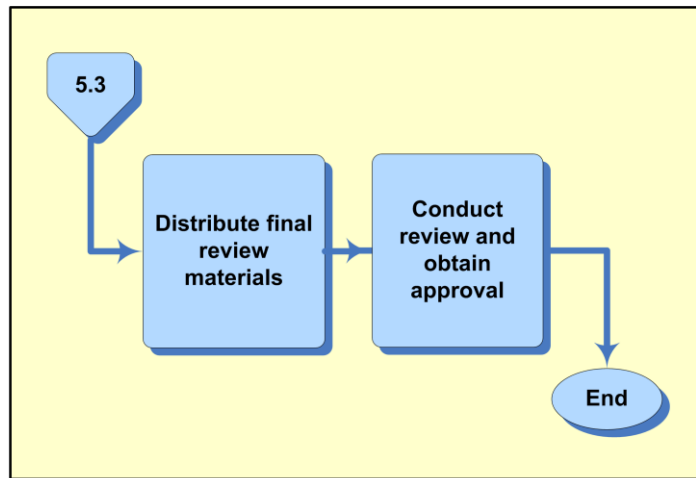 5.3
Distribute final
review
materials
Conduct
review and
obtain
approval
End